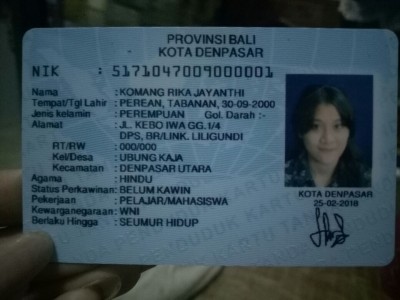 PROVINSI BALI
KOTA DENPASAR
NIK : 5171047009000001
Nama : KOMANG RIKA JAYANTHI
Tempat/Tgl Lahir : PEREAN, TABANAN, 30-09-2000
Jenis kelamin : PEREMPUAN Gol. Darah :-
Alamat : JL. KEBO IWA GG.I/4
DPS, BR/LINK. LILIGUNDI
RT/RW : 000/000
Kel/Desa : UBUNG KAJA
Kecamatan : DENPASAR UTARA
Agama : HINDU
Status Perkawinan: BELUM KAWIN
Pekerjaan : PELAJAR/MAHASISWA
Kewarganegaraan: WNI
Berlaku Hingga : SEUMUR HIDUP
KOTA DENPASAR
25-02-2018